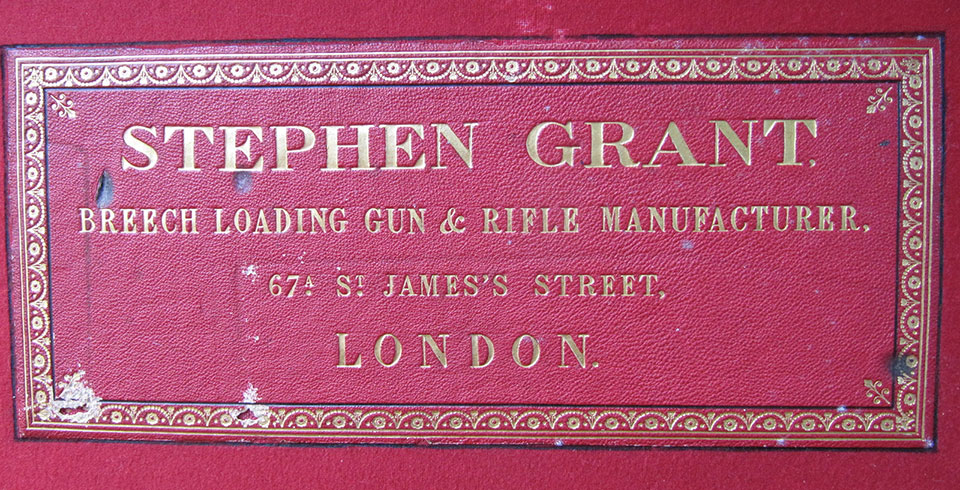 STEPHEN GRANT.
BREECH LOADING GUN & RIFLE MANUFACTURER,
67A. ST. JAMES'S STREET,
LONDON.